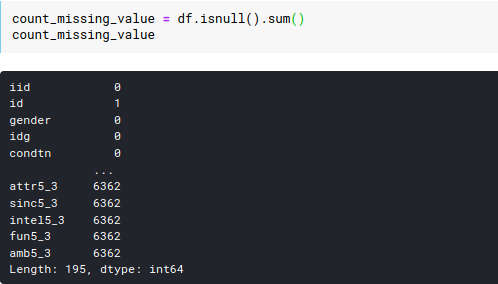 count_missing_value = df.isnull().sum()
count_missing_value
iid 0
id 1
gender 0
idg 0
condtn 0
...
attr5_3 6362
sinc5_3 6362
intel5_3 6362
fun5_3 6362
amb5_3 6362
Length: 195, dtype: int64